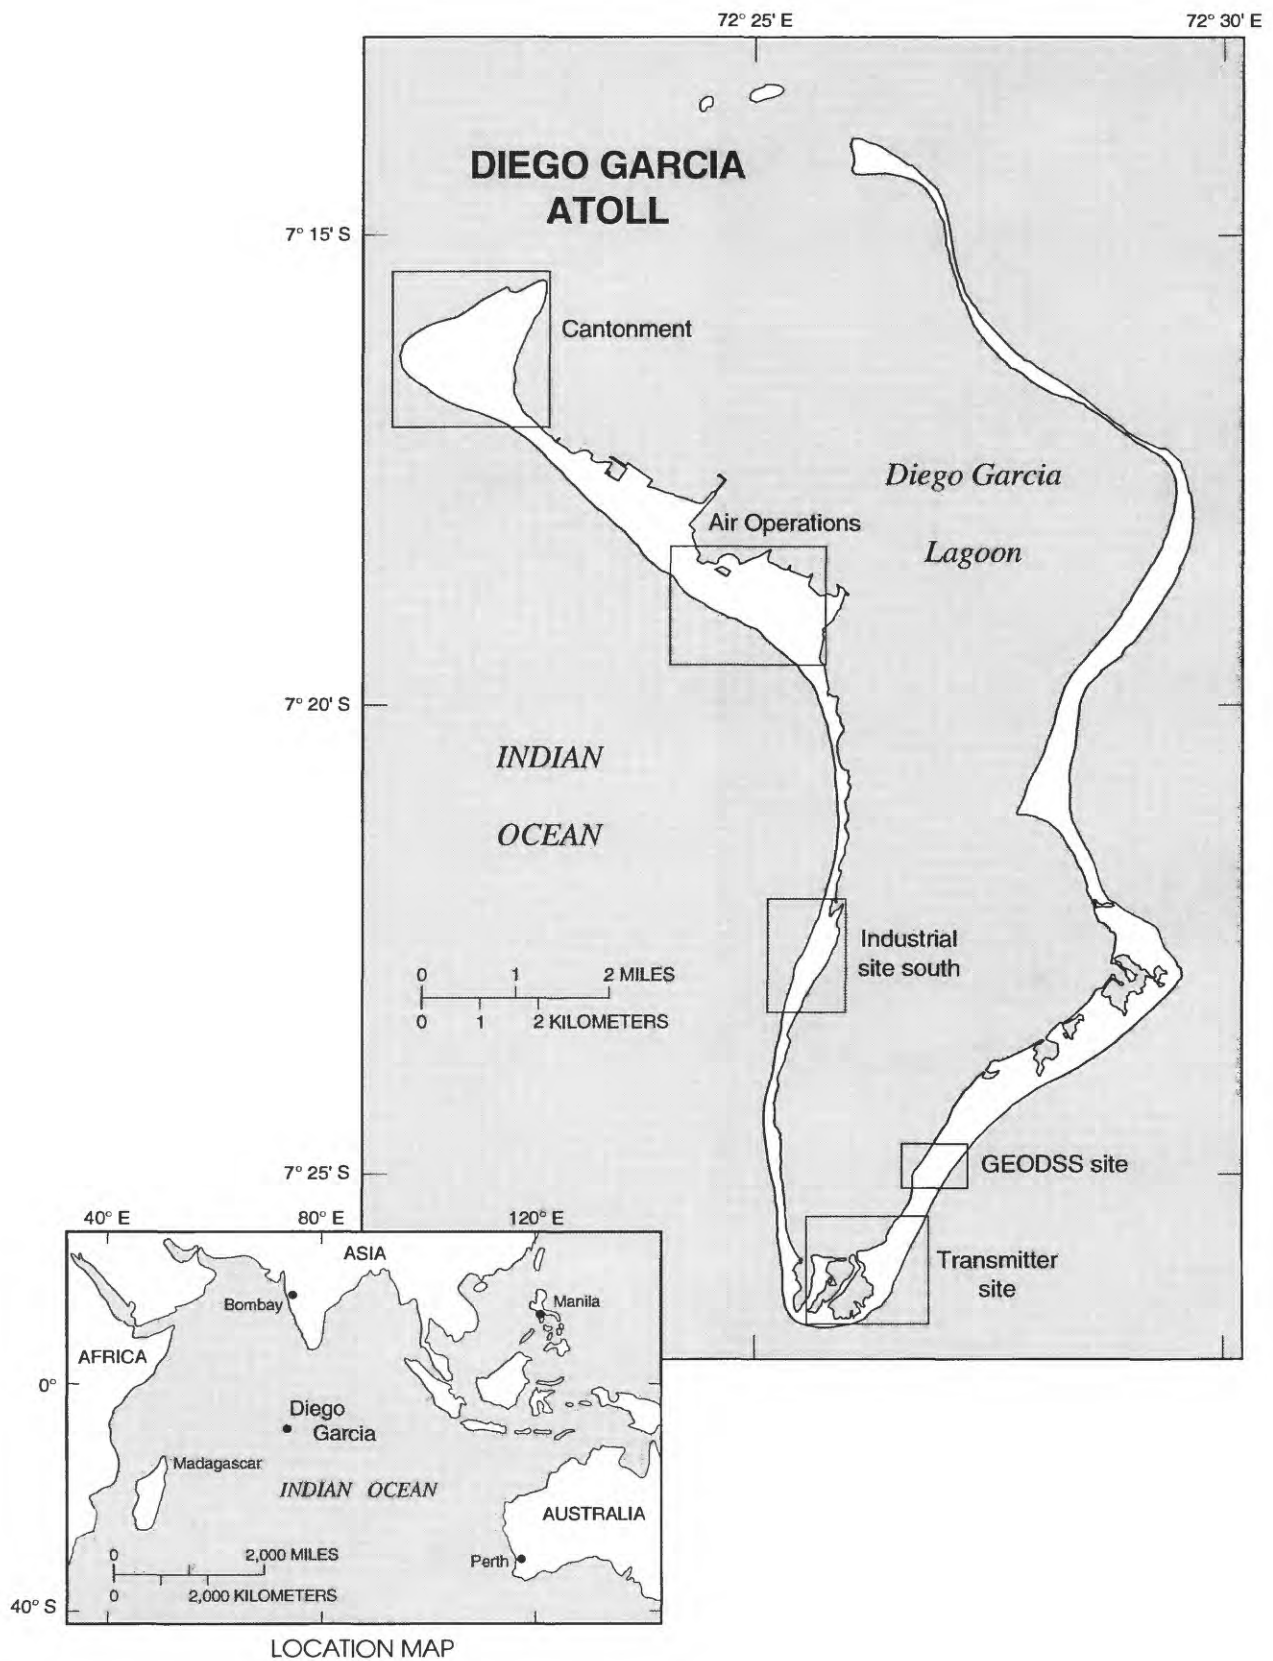 72° 25' E
72° 30' E
DIEGO GARCIA
ATOLL
7° 15' S
Cantonment
Diego Garcia
Lagoon
Air Operations
7° 20' S
INDIAN
OCEAN
Industrial
site south
0 1 2 MILES
0 1 2 KILOMETERS
7° 25' S
GEODSS site
Transmitter
site
40° E
80° E
120° E
ASIA
Bombay
Manila
AFRICA
0°
Diego
Garcia
Madagascar
INDIAN OCEAN
AUSTRALIA
0 2,000 MILES
Perth
0 2,000 KILOMETERS
40° S
LOCATION MAP